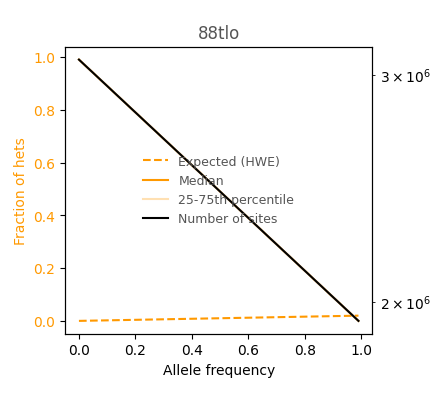 88tlo
1.0
0.8
0.6
0.4
0.2
0.0
Fraction of hets
3 × 10⁶
2 × 10⁶
Expected (HWE)
Median
25-75th percentile
Number of sites
0.0 0.2 0.4 0.6 0.8 1.0
Allele frequency